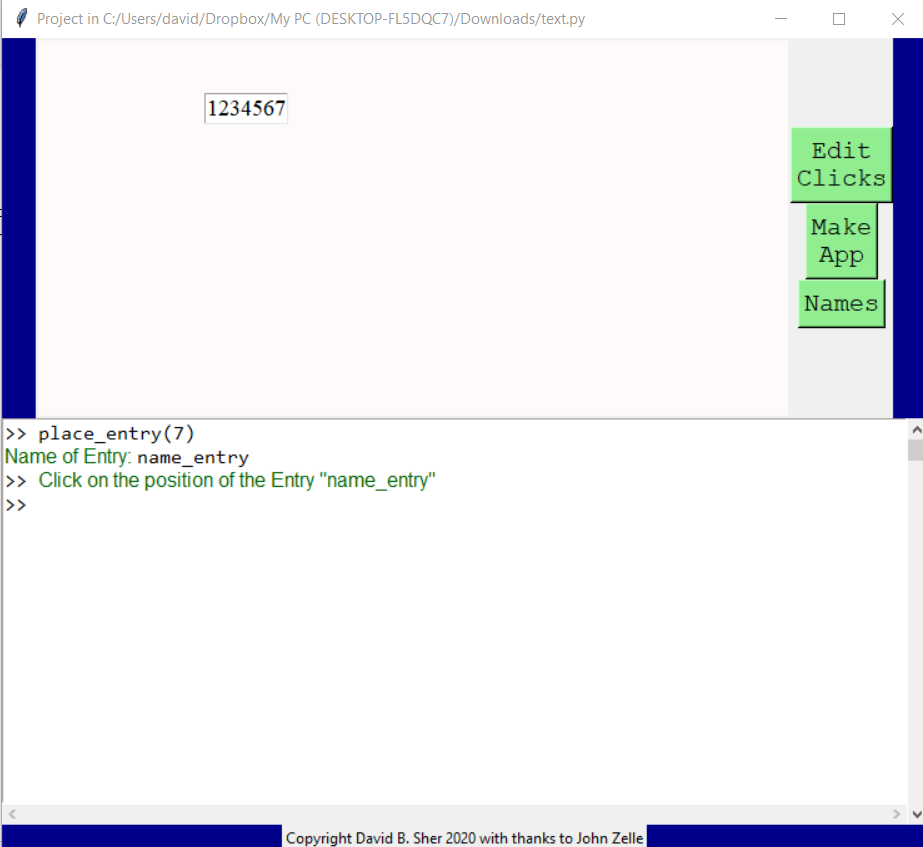 Project in C:/Users/david/Dropbox/My PC (DESKTOP-FL5DQC7)/Downloads/text.py
1234567
Edit
Clicks
Make
App
Names
>> place_entry(7)
Name of Entry: name_entry
>> Click on the position of the Entry "name_entry"
>>
Copyright David B. Sher 2020 with thanks to John Zelle